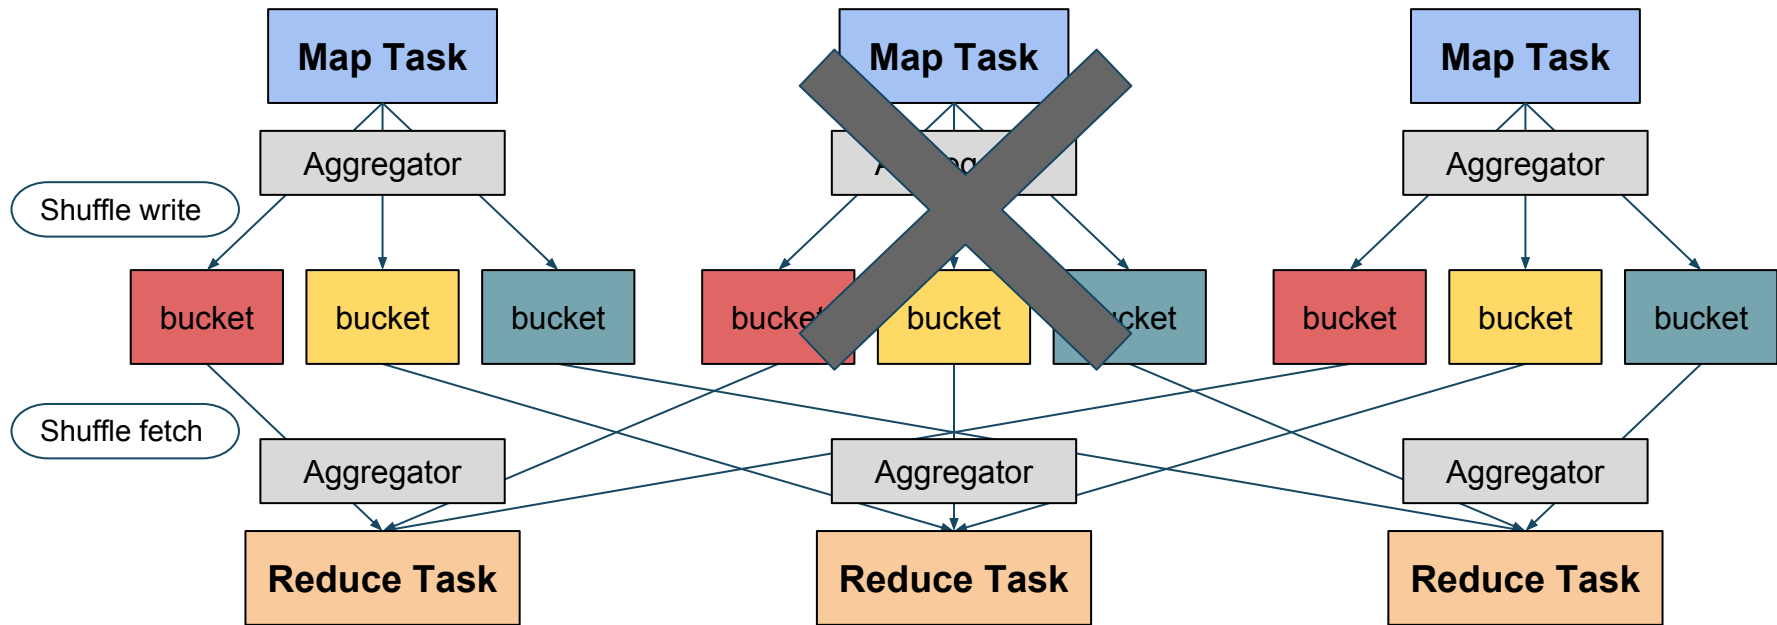 Map Task
Map Task
Map Task
Aggregator
Aggregator
Shuffle write
bucket
bucket
bucket
bucket
bucket
bucket
bucket
bucket
Shuffle fetch
Aggregator
Aggregator
Aggregator
Reduce Task
Reduce Task
Reduce Task